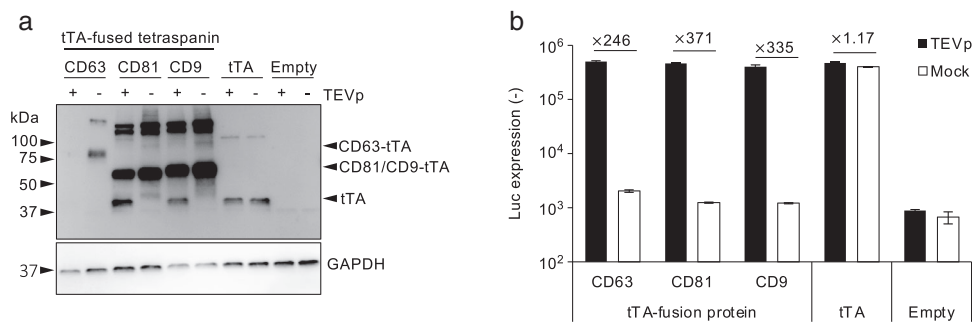 a
tTA-fused tetraspanin
CD63 CD81 CD9 tTA Empty
+ - + - + - + - + - TEVp
kDa
100
75
50
37
CD63-tTA
CD81/CD9-tTA
tTA
37
GAPDH
b
Luc expression (-)
10⁶
10⁵
10⁴
10³
10²
×246
×371
×335
×1.17
TEVp
Mock
CD63 CD81 CD9
tTA-fusion protein tTA Empty